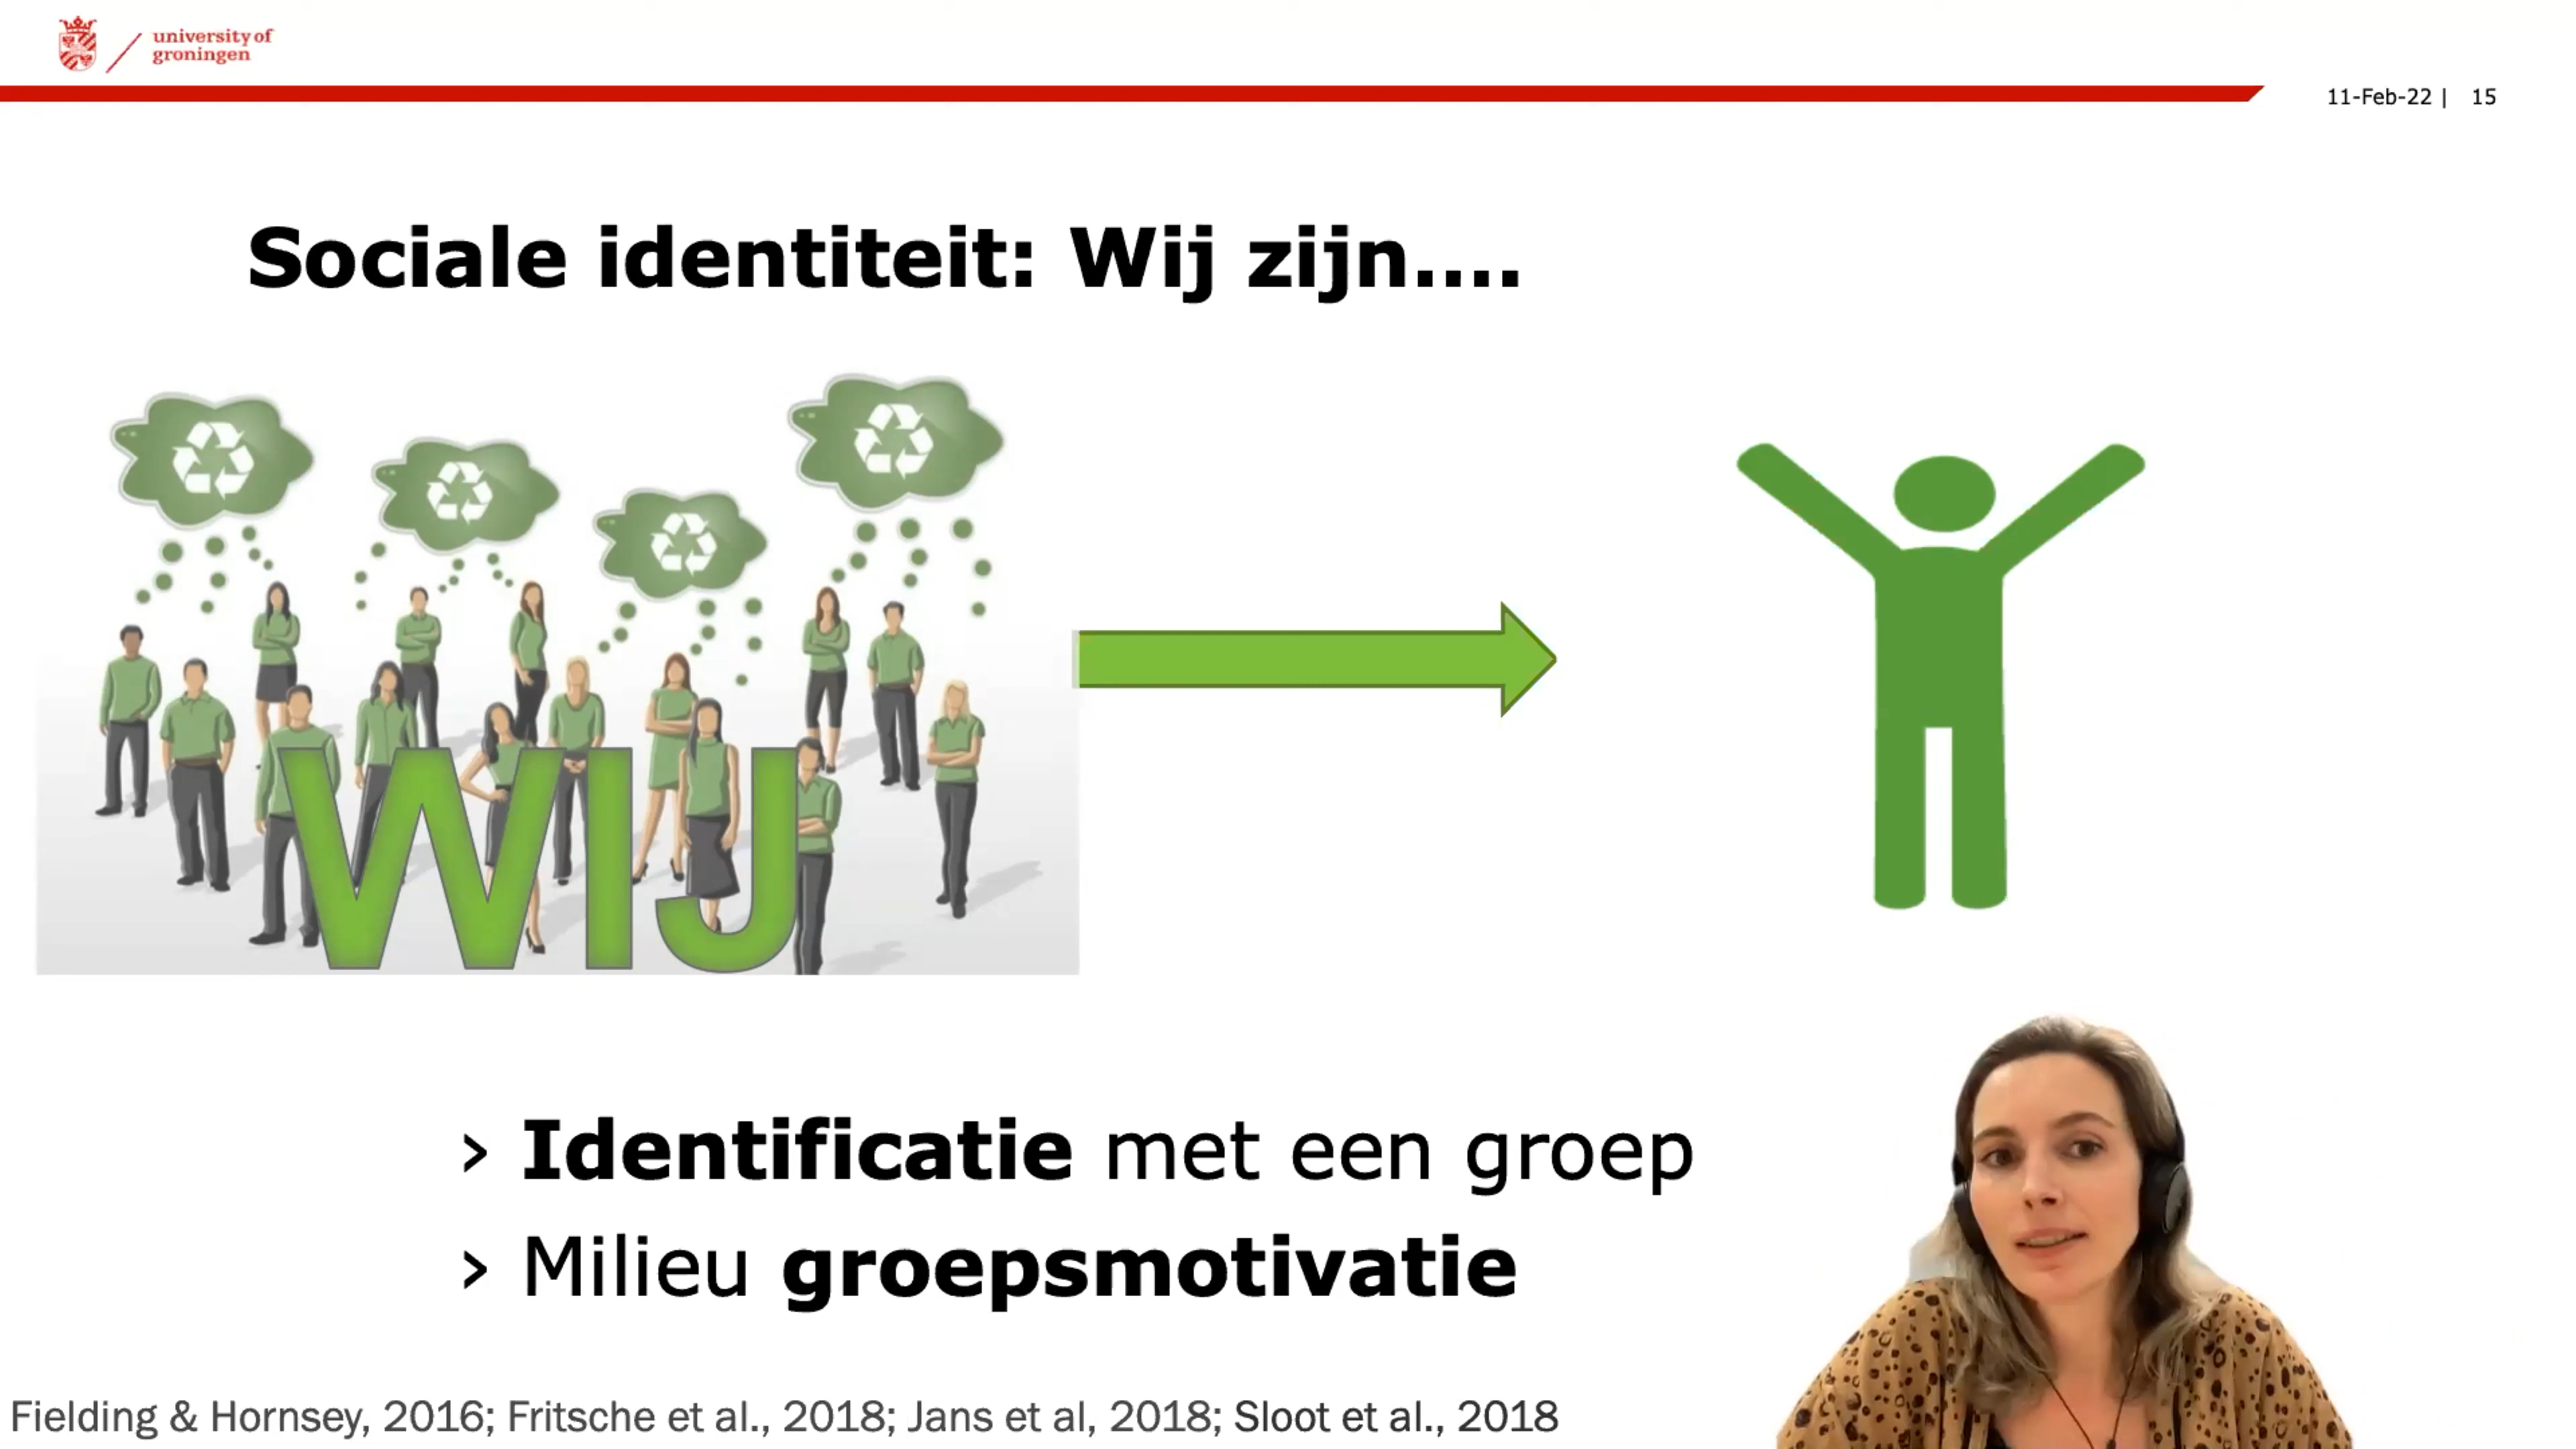 university of
groningen
11-Feb-22 | 15
Sociale identiteit: Wij zijn....
WIJ
› Identificatie met een groep
› Milieu groepsmotivatie
Fielding & Hornsey, 2016; Fritsche et al., 2018; Jans et al, 2018; Sloot et al., 2018